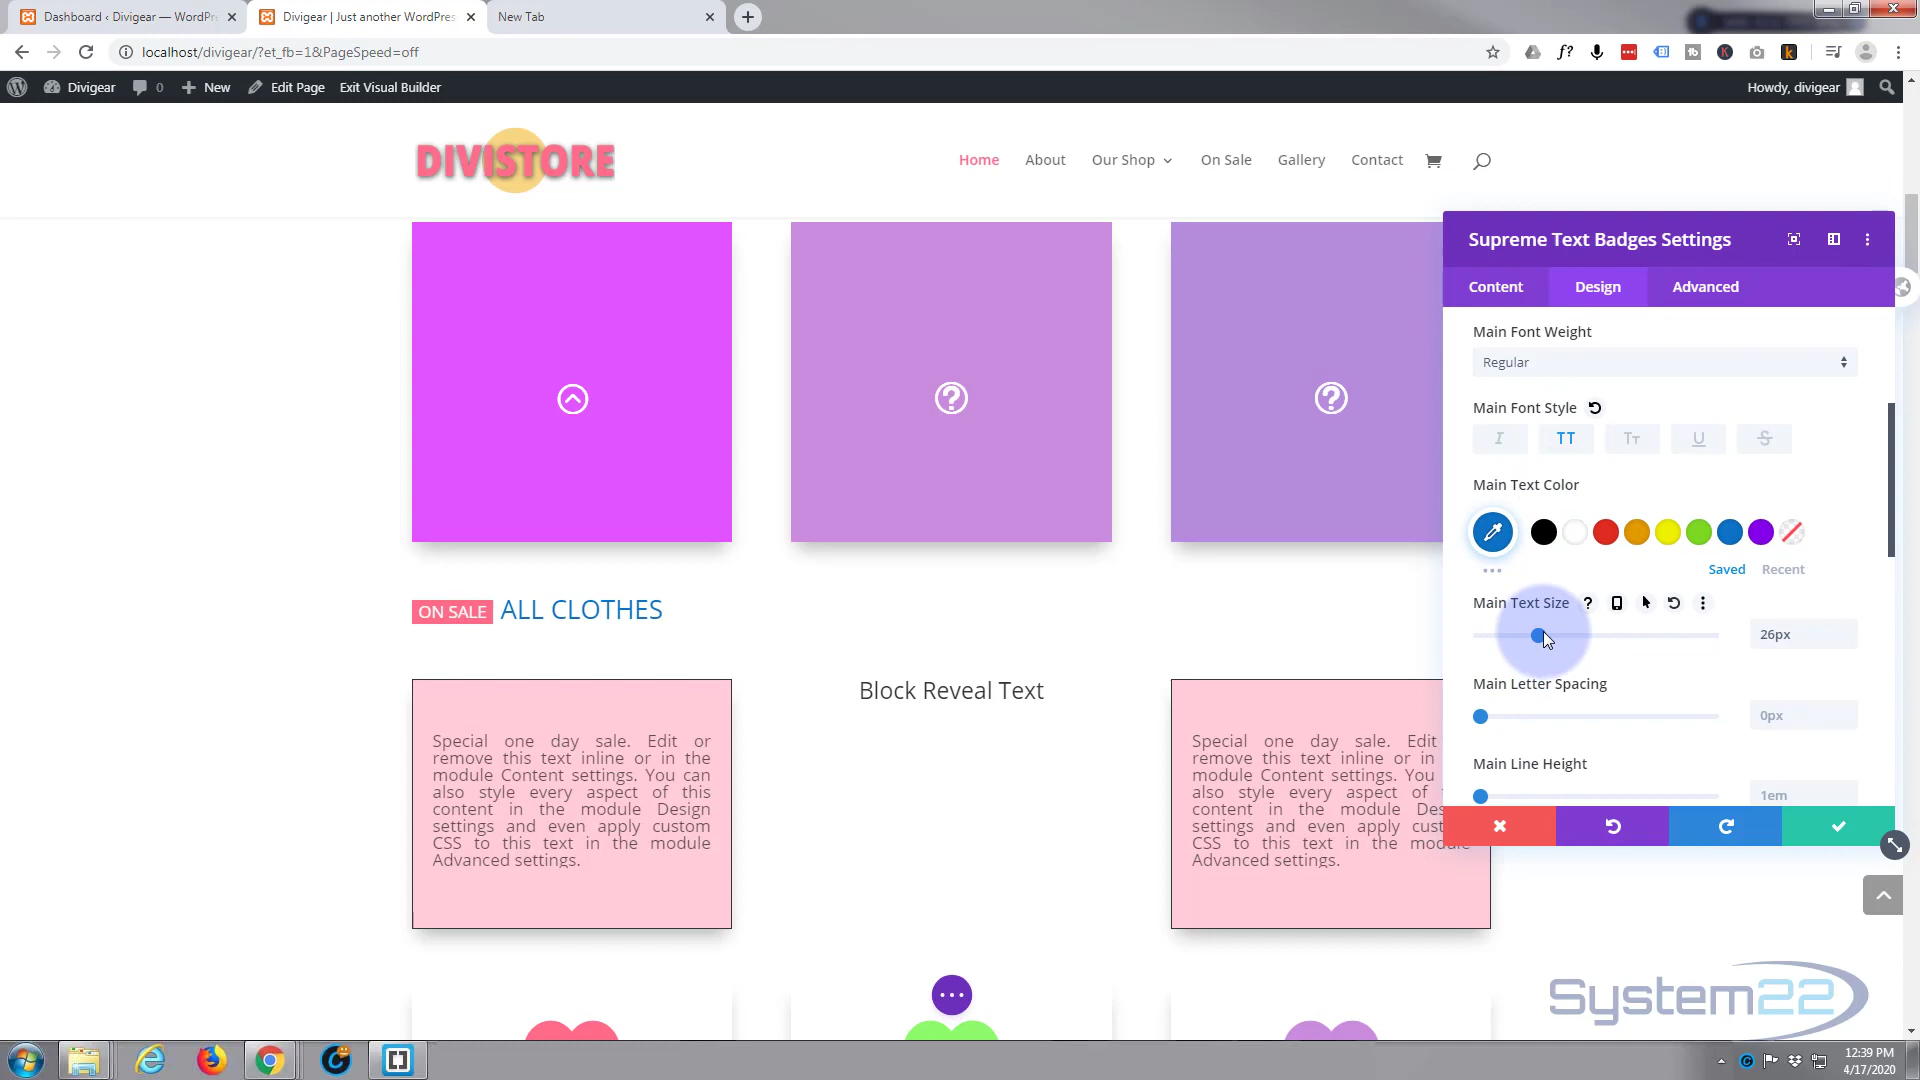 Dashboard ‹ Divigear — WordPr
Divigear | Just another WordPress
New Tab
localhost/divigear/?et_fb=1&PageSpeed=off
Divigear
0
New
Edit Page
Exit Visual Builder
Howdy, divigear
DIVISTORE
Home
About
Our Shop
On Sale
Gallery
Contact
Supreme Text Badges Settings
Content
Design
Advanced
Main Font Weight
Regular
Main Font Style
I
TT
Tт
U
S
Main Text Color
Saved
Recent
Main Text Size
26px
Main Letter Spacing
0px
Main Line Height
1em
ON SALE ALL CLOTHES
Special one day sale. Edit or
remove this text inline or in the
module Content settings. You can
also style every aspect of this
content in the module Design
settings and even apply custom
CSS to this text in the module
Advanced settings.
Block Reveal Text
Special one day sale. Edit
remove this text inline or in the
module Content settings. You
also style every aspect of
content in the module Des
settings and even apply cust
CSS to this text in the module
Advanced settings.
System22
12:39 PM
4/17/2020